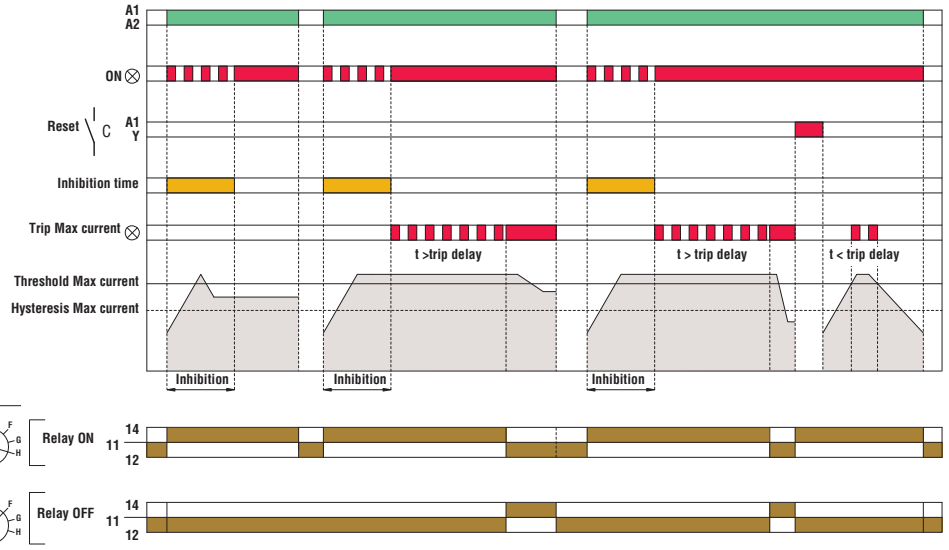 A1
A2
ON
Reset C A1
Y
Inhibition time
Trip Max current
t >trip delay t > trip delay t < trip delay
Threshold Max current
Hysteresis Max current
Inhibition Inhibition Inhibition
F
G
H
Relay ON 14
11
12
F
G
H
Relay OFF 14
11
12